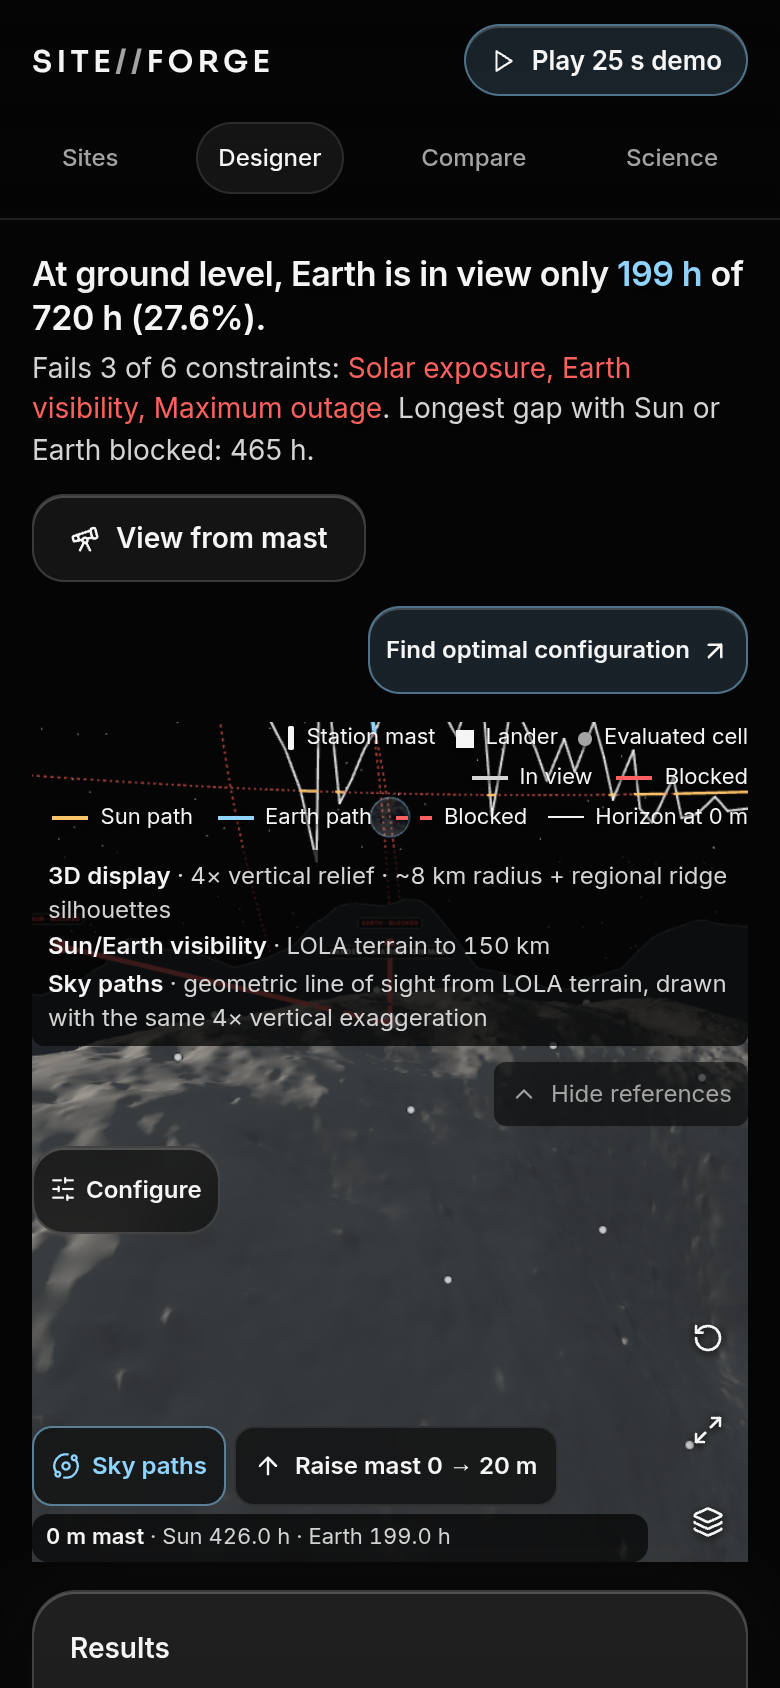 SITE//FORGE
Play 25 s demo
Sites
Designer
Compare
Science
At ground level, Earth is in view only 199 h of
720 h (27.6%).
Fails 3 of 6 constraints: Solar exposure, Earth
visibility, Maximum outage. Longest gap with Sun or
Earth blocked: 465 h.
View from mast
Find optimal configuration
Station mast
Lander
Evaluated cell
In view
Blocked
Sun path
Earth path
Blocked
Horizon at 0 m
3D display · 4× vertical relief · ~8 km radius + regional ridge
silhouettes
EARTH · BLOCKED
Sun/Earth visibility · LOLA terrain to 150 km
Sky paths · geometric line of sight from LOLA terrain, drawn
with the same 4× vertical exaggeration
Hide references
Configure
Sky paths
Raise mast 0 → 20 m
0 m mast · Sun 426.0 h · Earth 199.0 h
Results